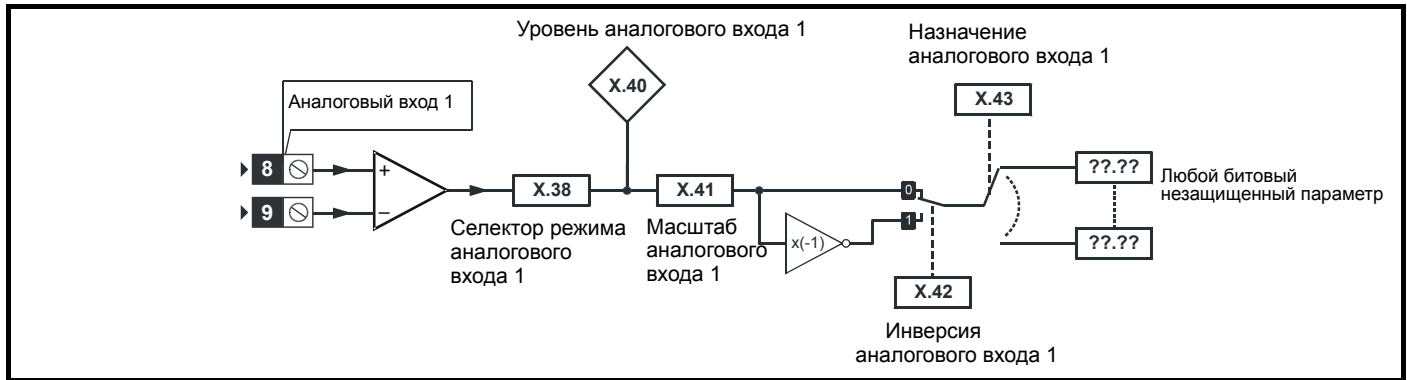 Уровень аналогового входа 1
Назначение
аналогового входа 1
X.40
X.43
Аналоговый вход 1
8
+
9
–
X.38
X.41
0
1
x(-1)
??.??
??.??
Любой битовый
незащищенный параметр
Селектор режима
аналогового
входа 1
Масштаб
аналогового
входа 1
X.42
Инверсия
аналогового входа 1